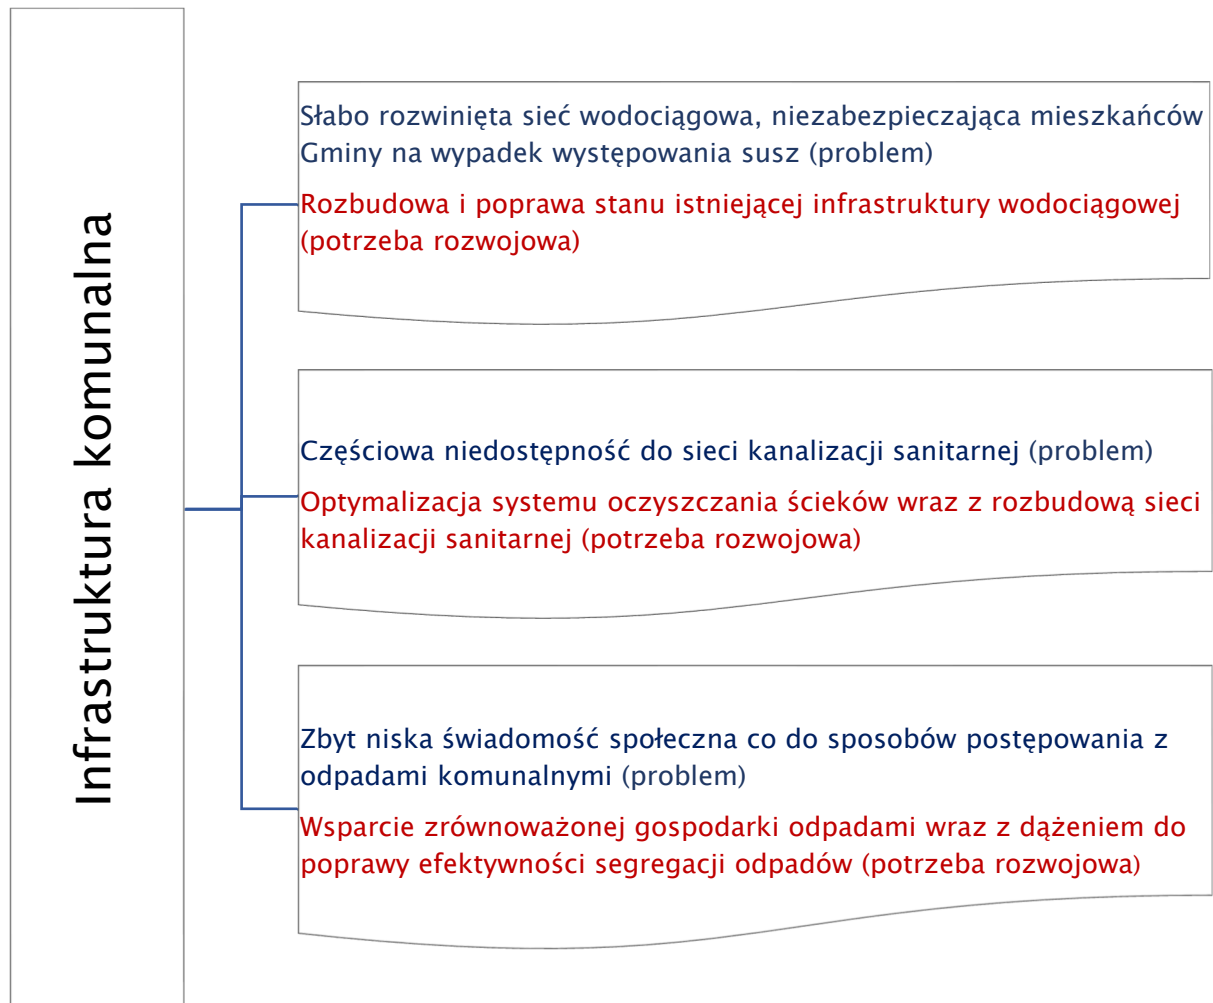 Infrastruktura komunalna
Słabo rozwinięta sieć wodociągowa, niezabezpieczająca mieszkańców
Gminy na wypadek występowania susz (problem)
Rozbudowa i poprawa stanu istniejącej infrastruktury wodociągowej
(potrzeba rozwojowa)
Częściowa niedostępność do sieci kanalizacji sanitarnej (problem)
Optymalizacja systemu oczyszczania ścieków wraz z rozbudową sieci
kanalizacji sanitarnej (potrzeba rozwojowa)
Zbyt niska świadomość społeczna co do sposobów postępowania z
odpadami komunalnymi (problem)
Wsparcie zrównoważonej gospodarki odpadami wraz z dążeniem do
poprawy efektywności segregacji odpadów (potrzeba rozwojowa)